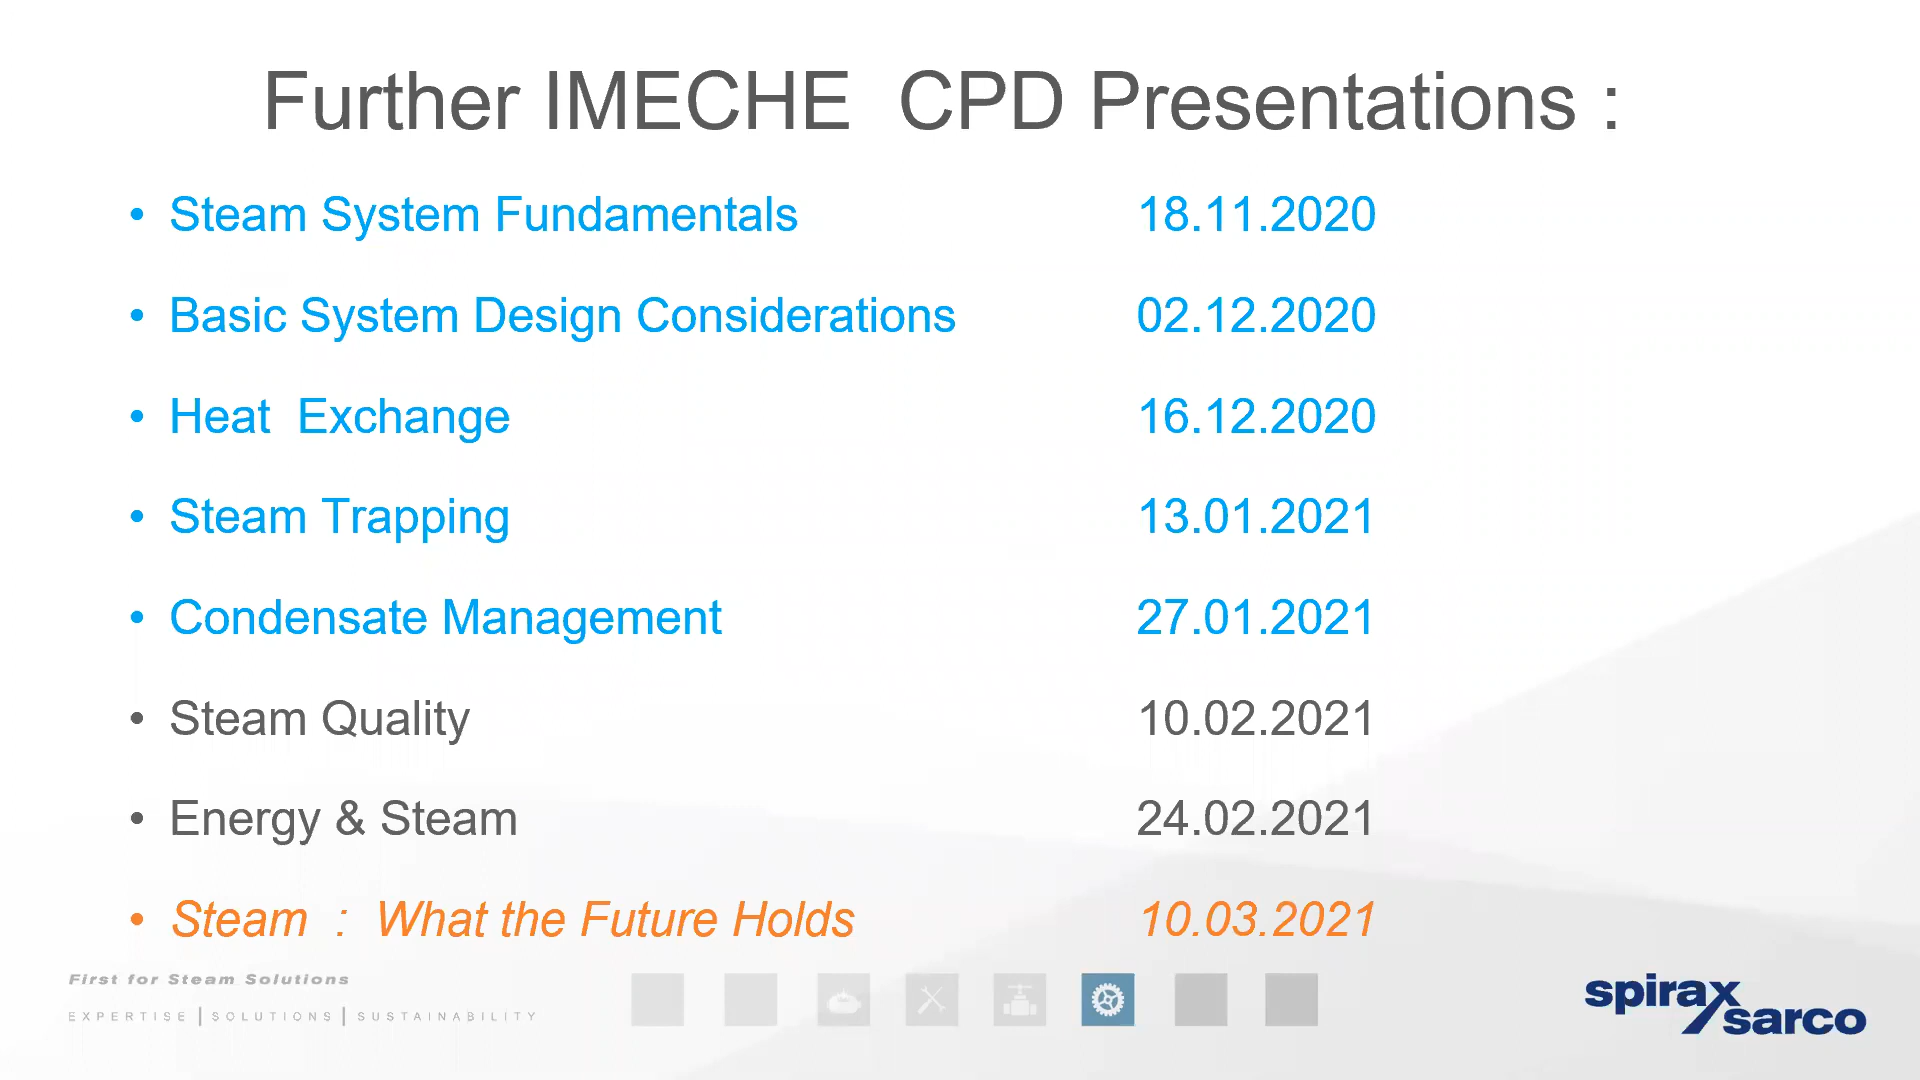 Further IMECHE  CPD Presentations :
• Steam System Fundamentals 18.11.2020
• Basic System Design Considerations 02.12.2020
• Heat  Exchange 16.12.2020
• Steam Trapping 13.01.2021
• Condensate Management 27.01.2021
• Steam Quality 10.02.2021
• Energy & Steam 24.02.2021
• Steam  :  What the Future Holds 10.03.2021
First for Steam Solutions
EXPERTISE | SOLUTIONS | SUSTAINABILITY
spirax
sarco